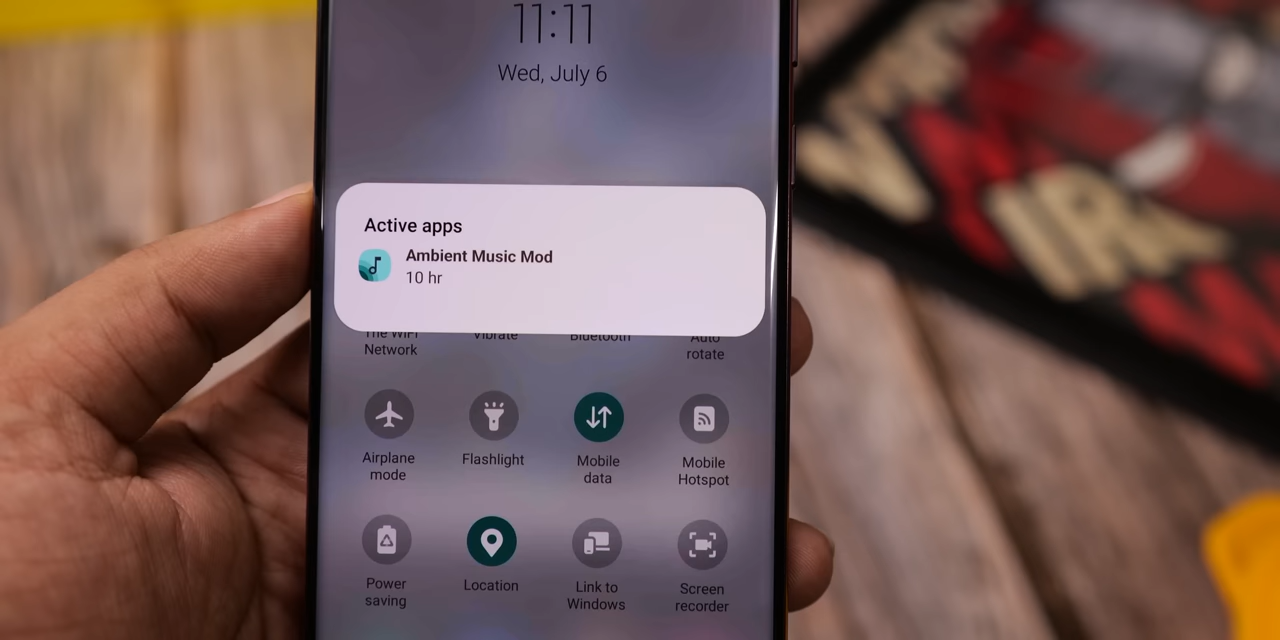 11:11
Wed, July 6
Active apps
Ambient Music Mod
10 hr
The WiFi Vibrate Bluetooth Auto
Network rotate
Airplane Flashlight Mobile Mobile
mode data Hotspot
Power Location Link to Screen
saving Windows recorder